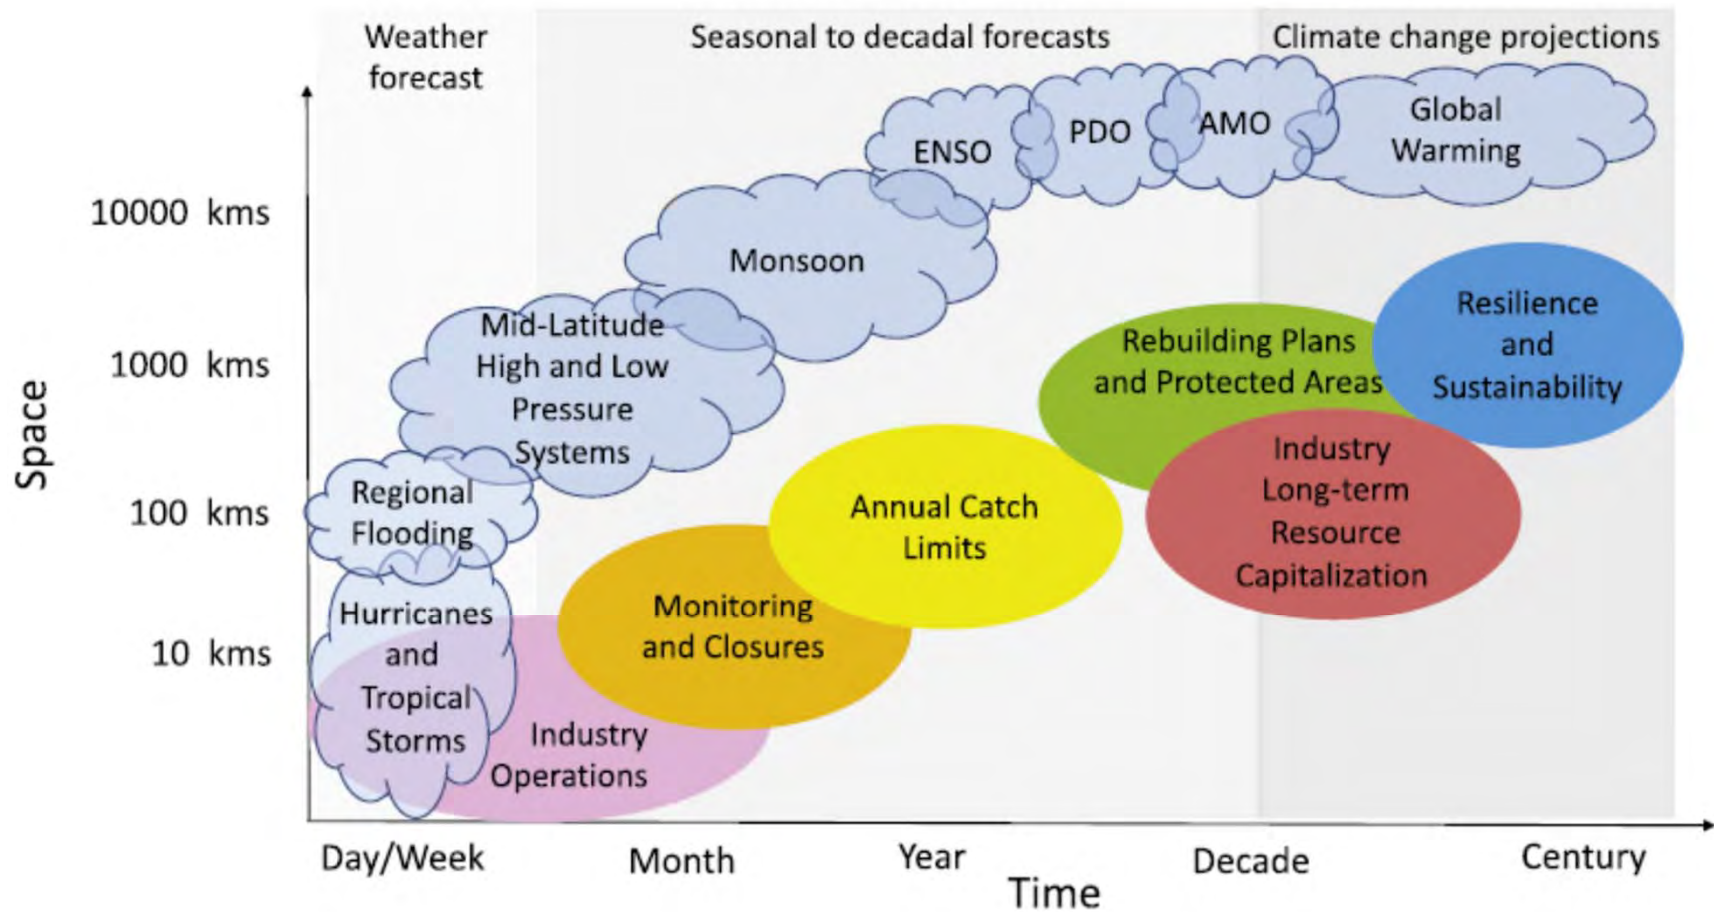 Weather
forecast
Seasonal to decadal forecasts
Climate change projections
ENSO
PDO
AMO
Global
Warming
10000 kms
Monsoon
Mid-Latitude
High and Low
Pressure
Systems
1000 kms
Rebuilding Plans
and Protected Areas
Resilience
and
Sustainability
Space
Regional
Flooding
100 kms
Annual Catch
Limits
Industry
Long-term
Resource
Capitalization
Hurricanes
and
Tropical
Storms
10 kms
Monitoring
and Closures
Industry
Operations
Day/Week
Month
Year
Decade
Century
Time